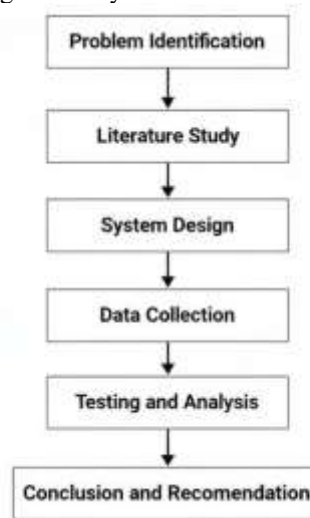 Problem Identification
Literature Study
System Design
Data Collection
Testing and Analysis
Conclusion and Recomendation